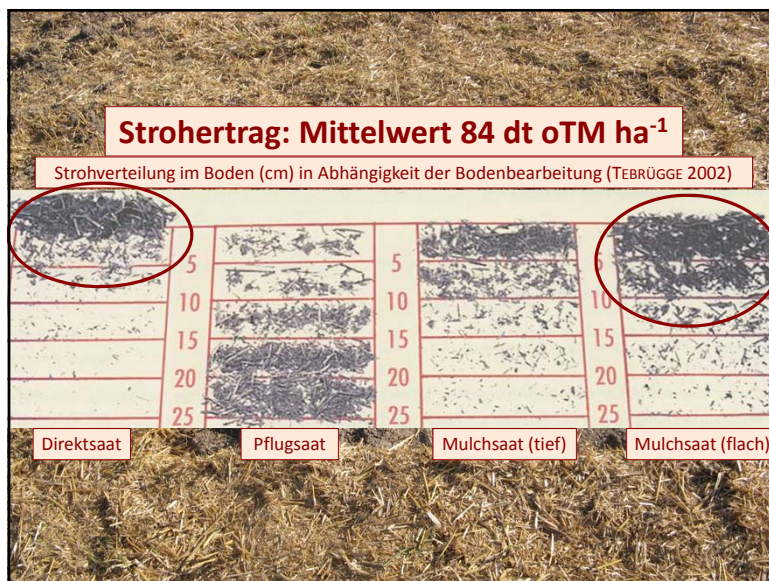 Strohertrag: Mittelwert 84 dt oTM ha⁻¹
Strohverteilung im Boden (cm) in Abhängigkeit der Bodenbearbeitung (TEBRÜGGE 2002)
5 5 5
10 10 10
15 15 15
20 20 20
25 25 25
Direktsaat Pflugsaat Mulchsaat (tief) Mulchsaat (flach)